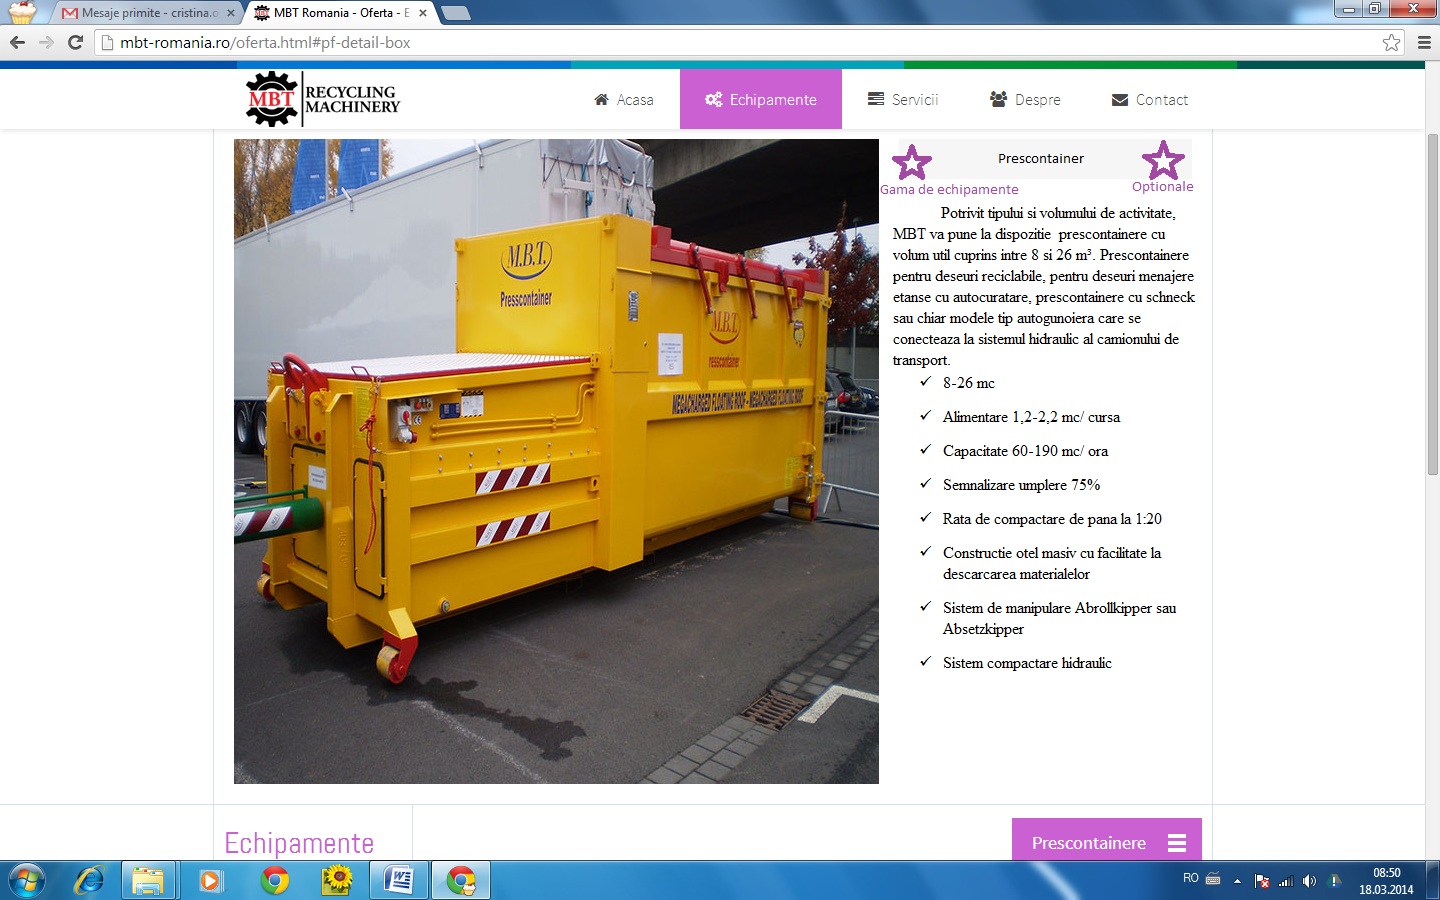 Mesaje primite - cristina.o
MBT Romania - Oferta - E
mbt-romania.ro/oferta.html#pf-detail-box
MBT
RECYCLING
MACHINERY
Acasa
Echipamente
Servicii
Despre
Contact
M.B.T.
Presscontainer
M.B.T.
resscontainer
MEGACHARGED FLOATING ROOF - MEGACHARGED FLOATING ROOF
Prescontainer
Gama de echipamente
Optionale
Potrivit tipului si volumului de activitate,
MBT va pune la dispozitie prescontainere cu
volum util cuprins intre 8 si 26 m³. Prescontainere
pentru deseuri reciclabile, pentru deseuri menajere
etanse cu autocuratare, prescontainere cu schneck
sau chiar modele tip autogunoiera care se
conecteaza la sistemul hidraulic al camionului de
transport.
8-26 mc
Alimentare 1,2-2,2 mc/ cursa
Capacitate 60-190 mc/ ora
Semnalizare umplere 75%
Rata de compactare de pana la 1:20
Constructie otel masiv cu facilitate la
descarcarea materialelor
Sistem de manipulare Abrollkipper sau
Absetzkipper
Sistem compactare hidraulic
Echipamente
Prescontainere
RO
08:50
18.03.2014